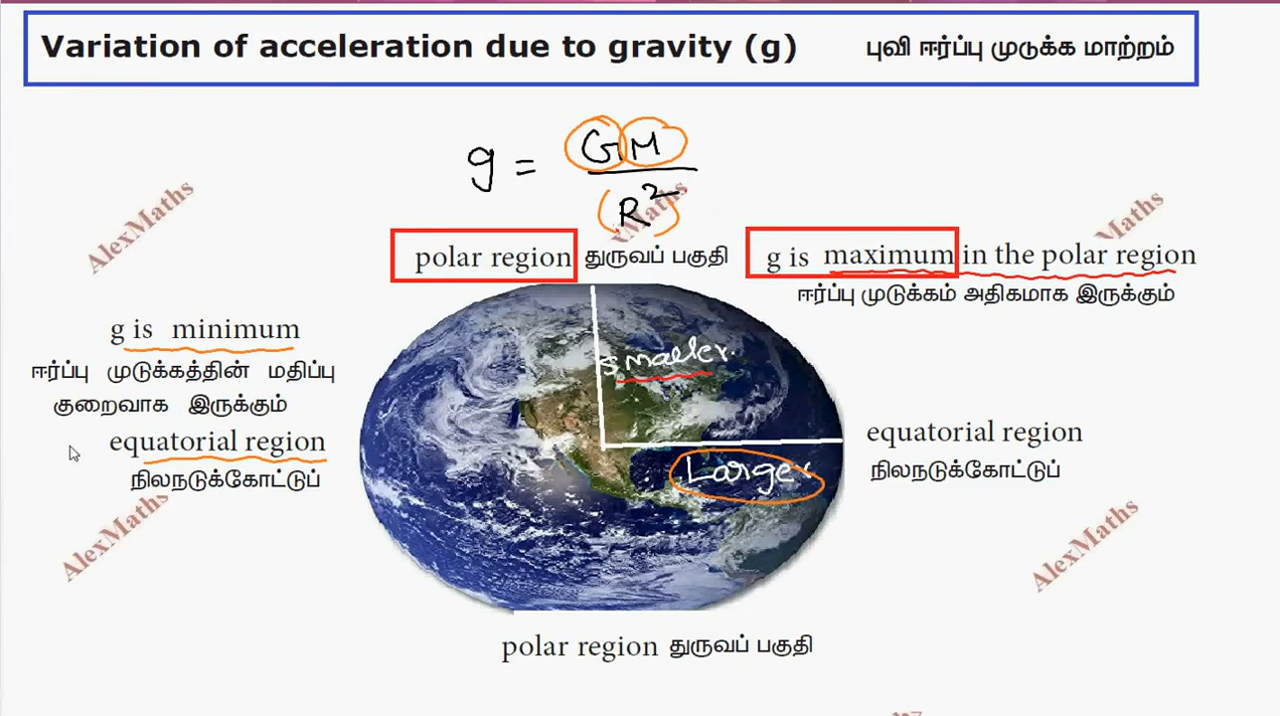 Variation of acceleration due to gravity (g) புவி ஈர்ப்பு முடுக்க மாற்றம்
g = GM
R²
polar region துருவப் பகுதி
g is maximum in the polar region
ஈர்ப்பு முடுக்கம் அதிகமாக இருக்கும்
g is minimum
ஈர்ப்பு முடுக்கத்தின் மதிப்பு
குறைவாக இருக்கும்
equatorial region
நிலநடுக்கோட்டுப்
smaller.
Larger
equatorial region
நிலநடுக்கோட்டுப்
polar region துருவப் பகுதி
AlexMaths
AlexMaths
AlexMaths
AlexMaths
Maths